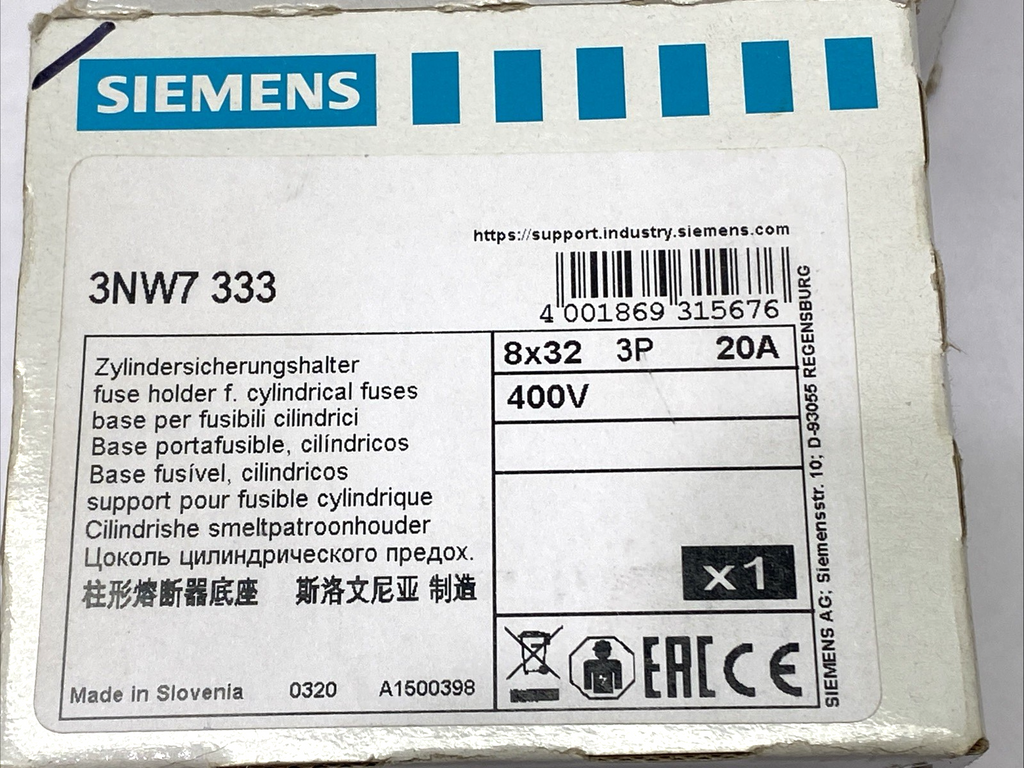 SIEMENS
https://support.industry.siemens.com
3NW7 333
4 001869 315676
8x32 3P 20A
400V
Zylindersicherungshalter
fuse holder f. cylindrical fuses
base per fusibili cilindrici
Base portafusible, cilíndricos
Base fusível, cilindricos
support pour fusible cylindrique
Cilindrishe smeltpatroonhouder
Цоколь цилиндрического предох.
柱形熔断器底座 斯洛文尼亚 制造
x1
Made in Slovenia 0320 A1500398
EAC CE
SIEMENS AG; Siemensstr. 10; D-93055 REGENSBURG